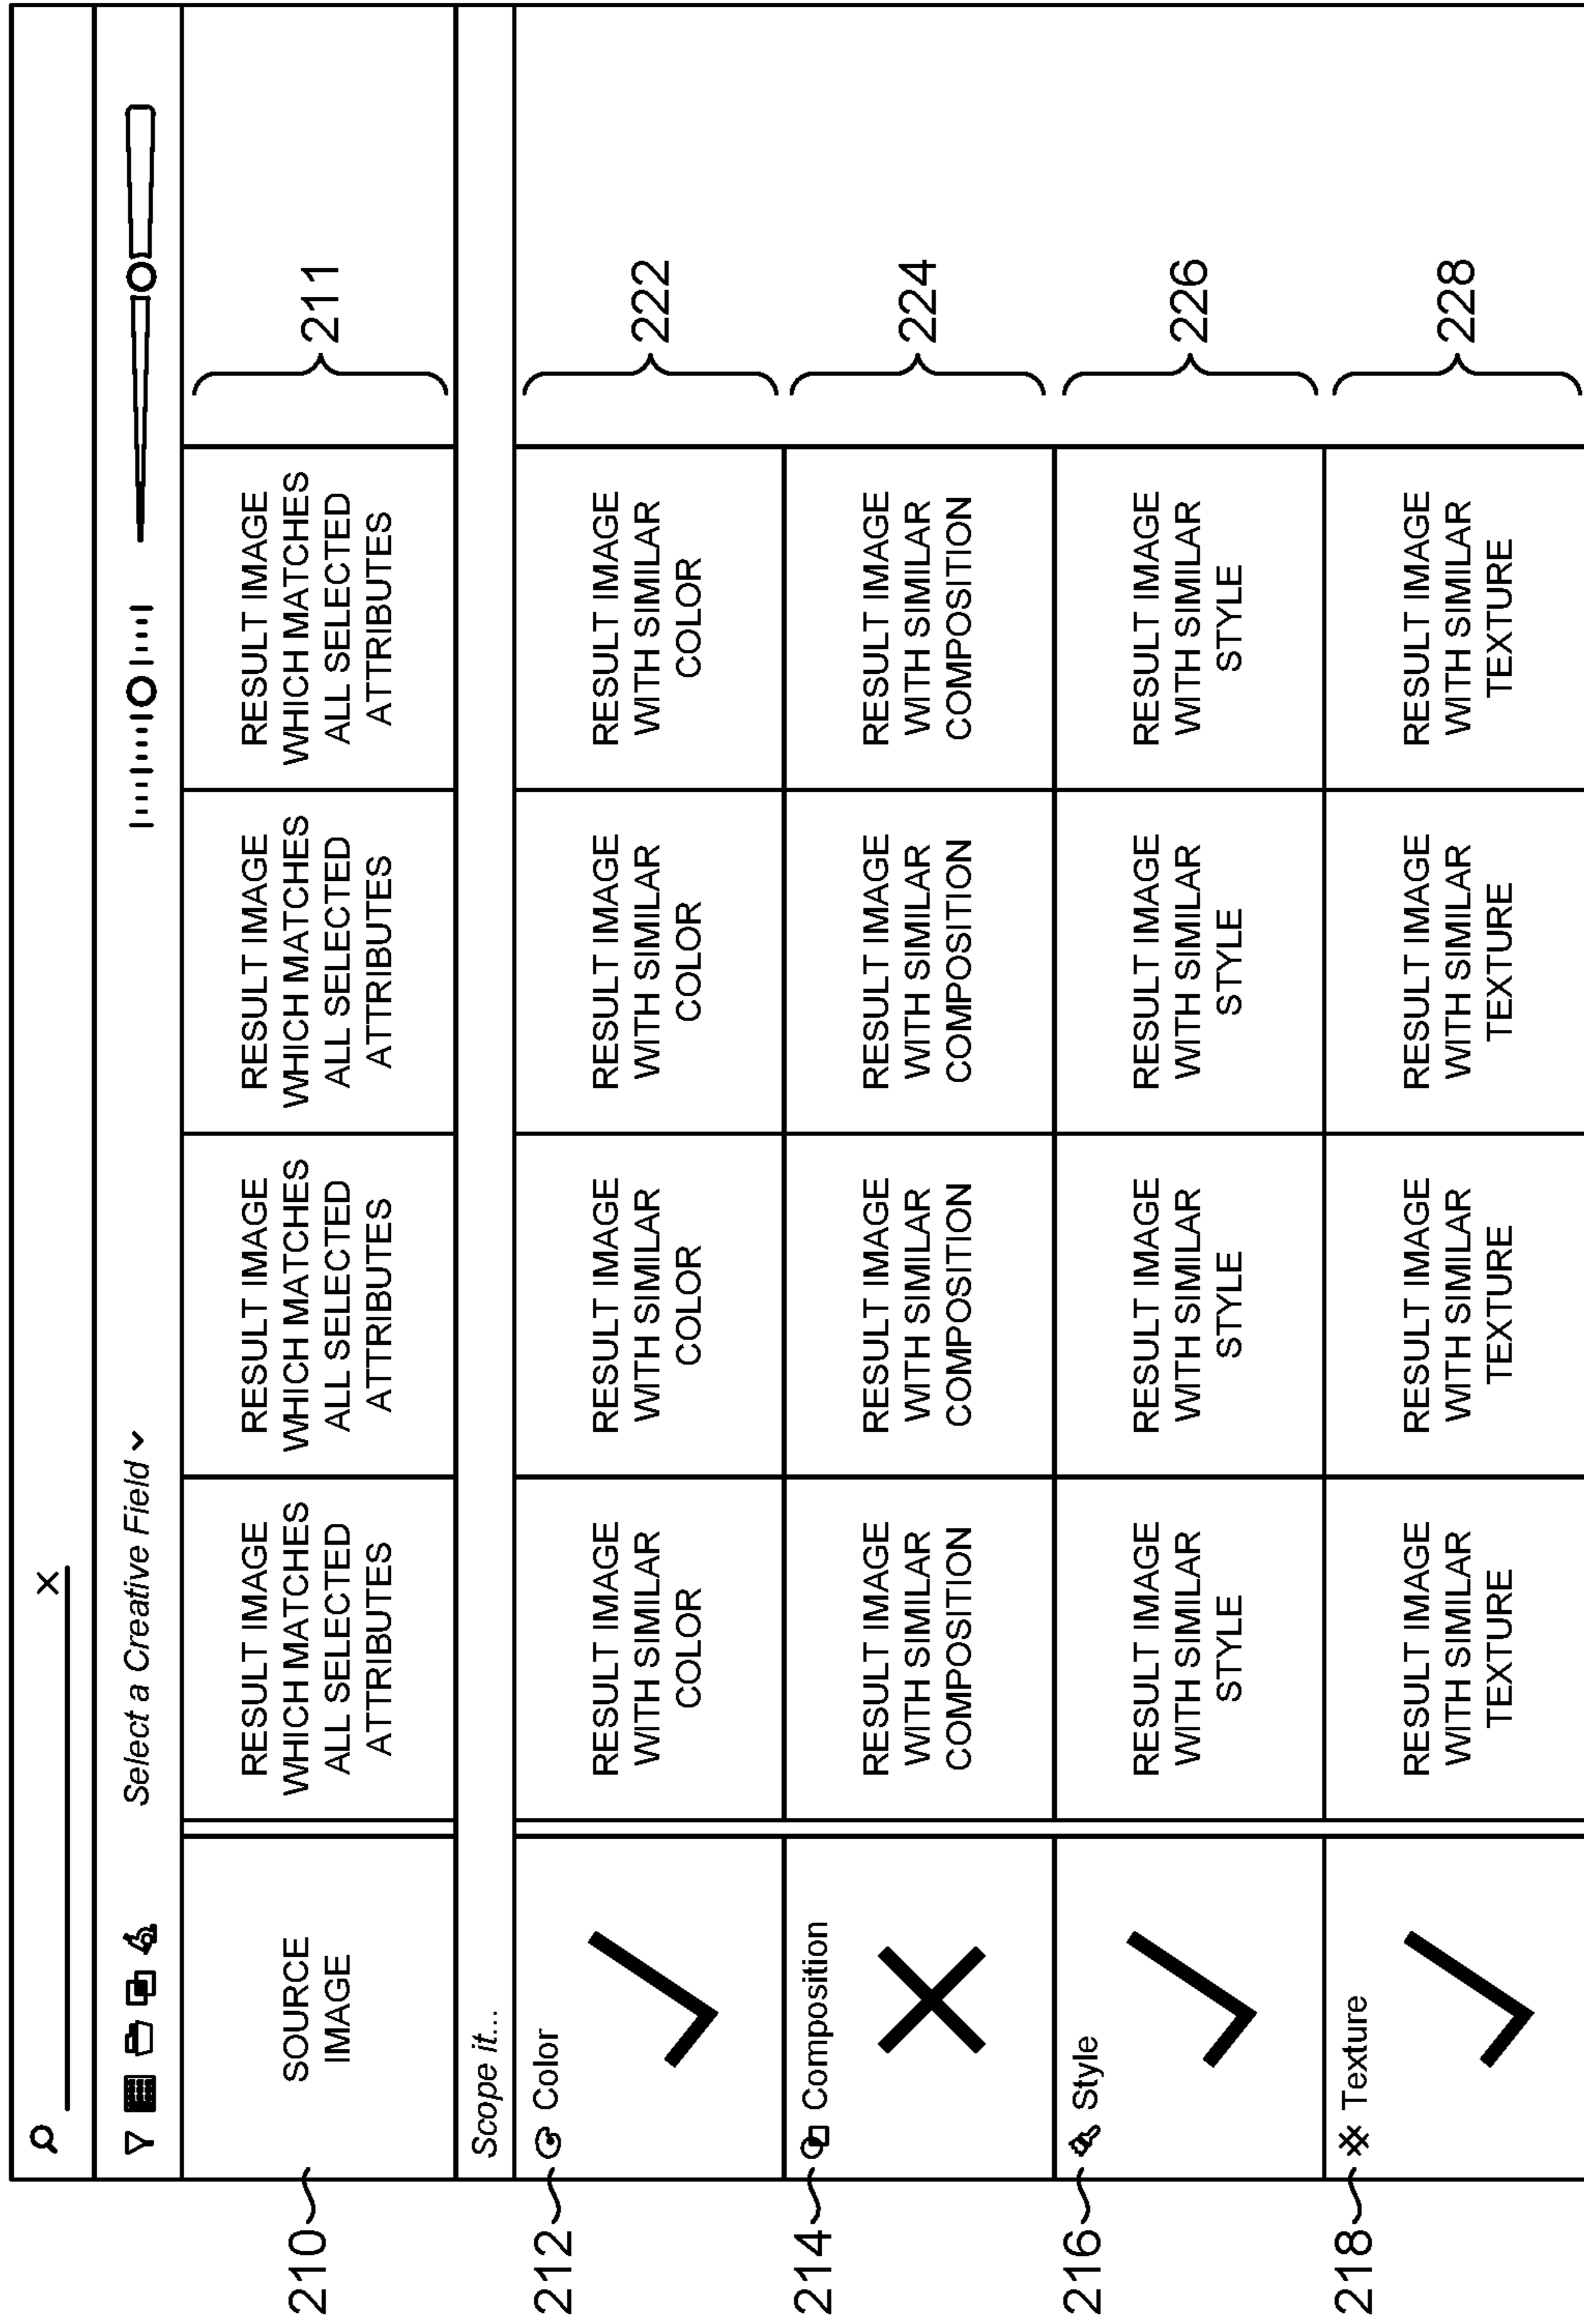 X
Select a Creative Field
210
SOURCE
IMAGE
RESULT IMAGE
WHICH MATCHES
ALL SELECTED
ATTRIBUTES
RESULT IMAGE
WHICH MATCHES
ALL SELECTED
ATTRIBUTES
RESULT IMAGE
WHICH MATCHES
ALL SELECTED
ATTRIBUTES
RESULT IMAGE
WHICH MATCHES
ALL SELECTED
ATTRIBUTES
211
Scope it...
212
Color
RESULT IMAGE
WITH SIMILAR
COLOR
RESULT IMAGE
WITH SIMILAR
COLOR
RESULT IMAGE
WITH SIMILAR
COLOR
RESULT IMAGE
WITH SIMILAR
COLOR
222
214
Composition
RESULT IMAGE
WITH SIMILAR
COMPOSITION
RESULT IMAGE
WITH SIMILAR
COMPOSITION
RESULT IMAGE
WITH SIMILAR
COMPOSITION
RESULT IMAGE
WITH SIMILAR
COMPOSITION
224
216
Style
RESULT IMAGE
WITH SIMILAR
STYLE
RESULT IMAGE
WITH SIMILAR
STYLE
RESULT IMAGE
WITH SIMILAR
STYLE
RESULT IMAGE
WITH SIMILAR
STYLE
226
218
Texture
RESULT IMAGE
WITH SIMILAR
TEXTURE
RESULT IMAGE
WITH SIMILAR
TEXTURE
RESULT IMAGE
WITH SIMILAR
TEXTURE
RESULT IMAGE
WITH SIMILAR
TEXTURE
228